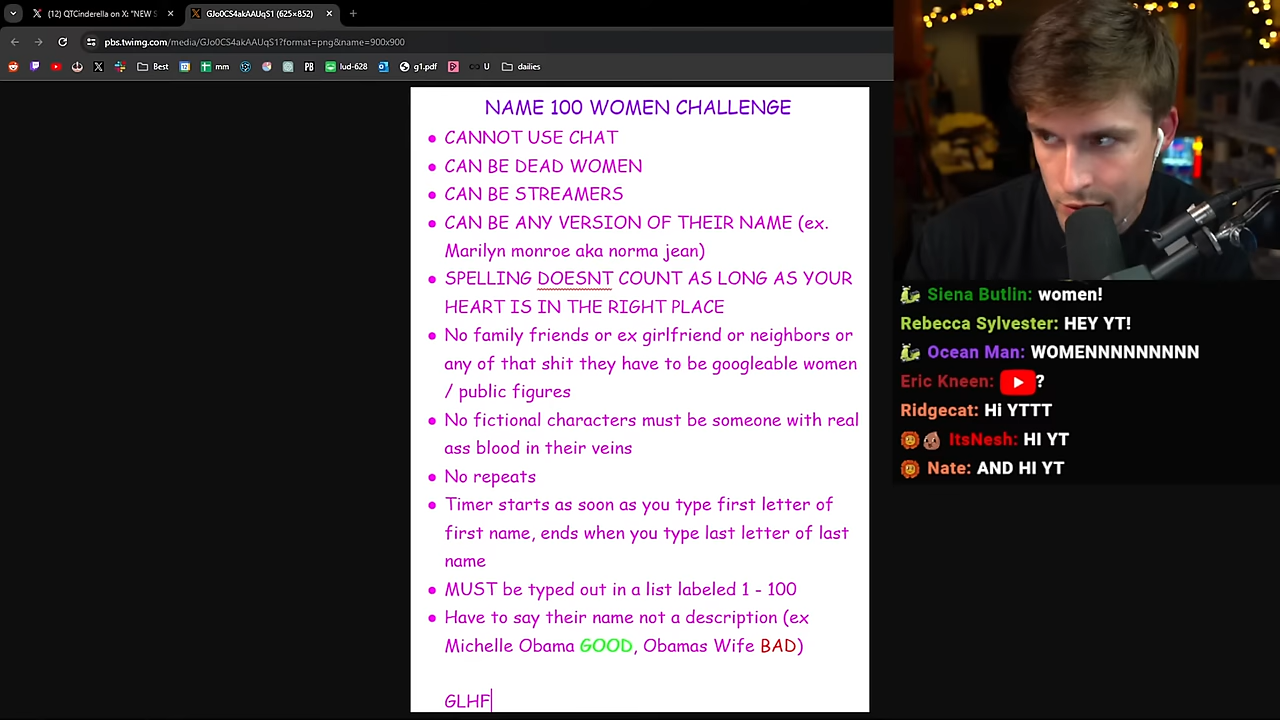 (12) QTCinderella on X: "NEW S
GJo0CS4akAAUqS1 (625×852)
pbs.twimg.com/media/GJo0CS4akAAUqS1?format=png&name=900x900
Best
mm
PB
lud-628
g1.pdf
U
dailies
NAME 100 WOMEN CHALLENGE
• CANNOT USE CHAT
• CAN BE DEAD WOMEN
• CAN BE STREAMERS
• CAN BE ANY VERSION OF THEIR NAME (ex.
Marilyn monroe aka norma jean)
• SPELLING DOESNT COUNT AS LONG AS YOUR
HEART IS IN THE RIGHT PLACE
• No family friends or ex girlfriend or neighbors or
any of that shit they have to be googleable women
/ public figures
• No fictional characters must be someone with real
ass blood in their veins
• No repeats
• Timer starts as soon as you type first letter of
first name, ends when you type last letter of last
name
• MUST be typed out in a list labeled 1 - 100
• Have to say their name not a description (ex
Michelle Obama GOOD, Obamas Wife BAD)
GLHF
Siena Butlin: women!
Rebecca Sylvester: HEY YT!
Ocean Man: WOMENNNNNNNNN
Eric Kneen: ?
Ridgecat: Hi YTTT
ItsNesh: HI YT
Nate: AND HI YT